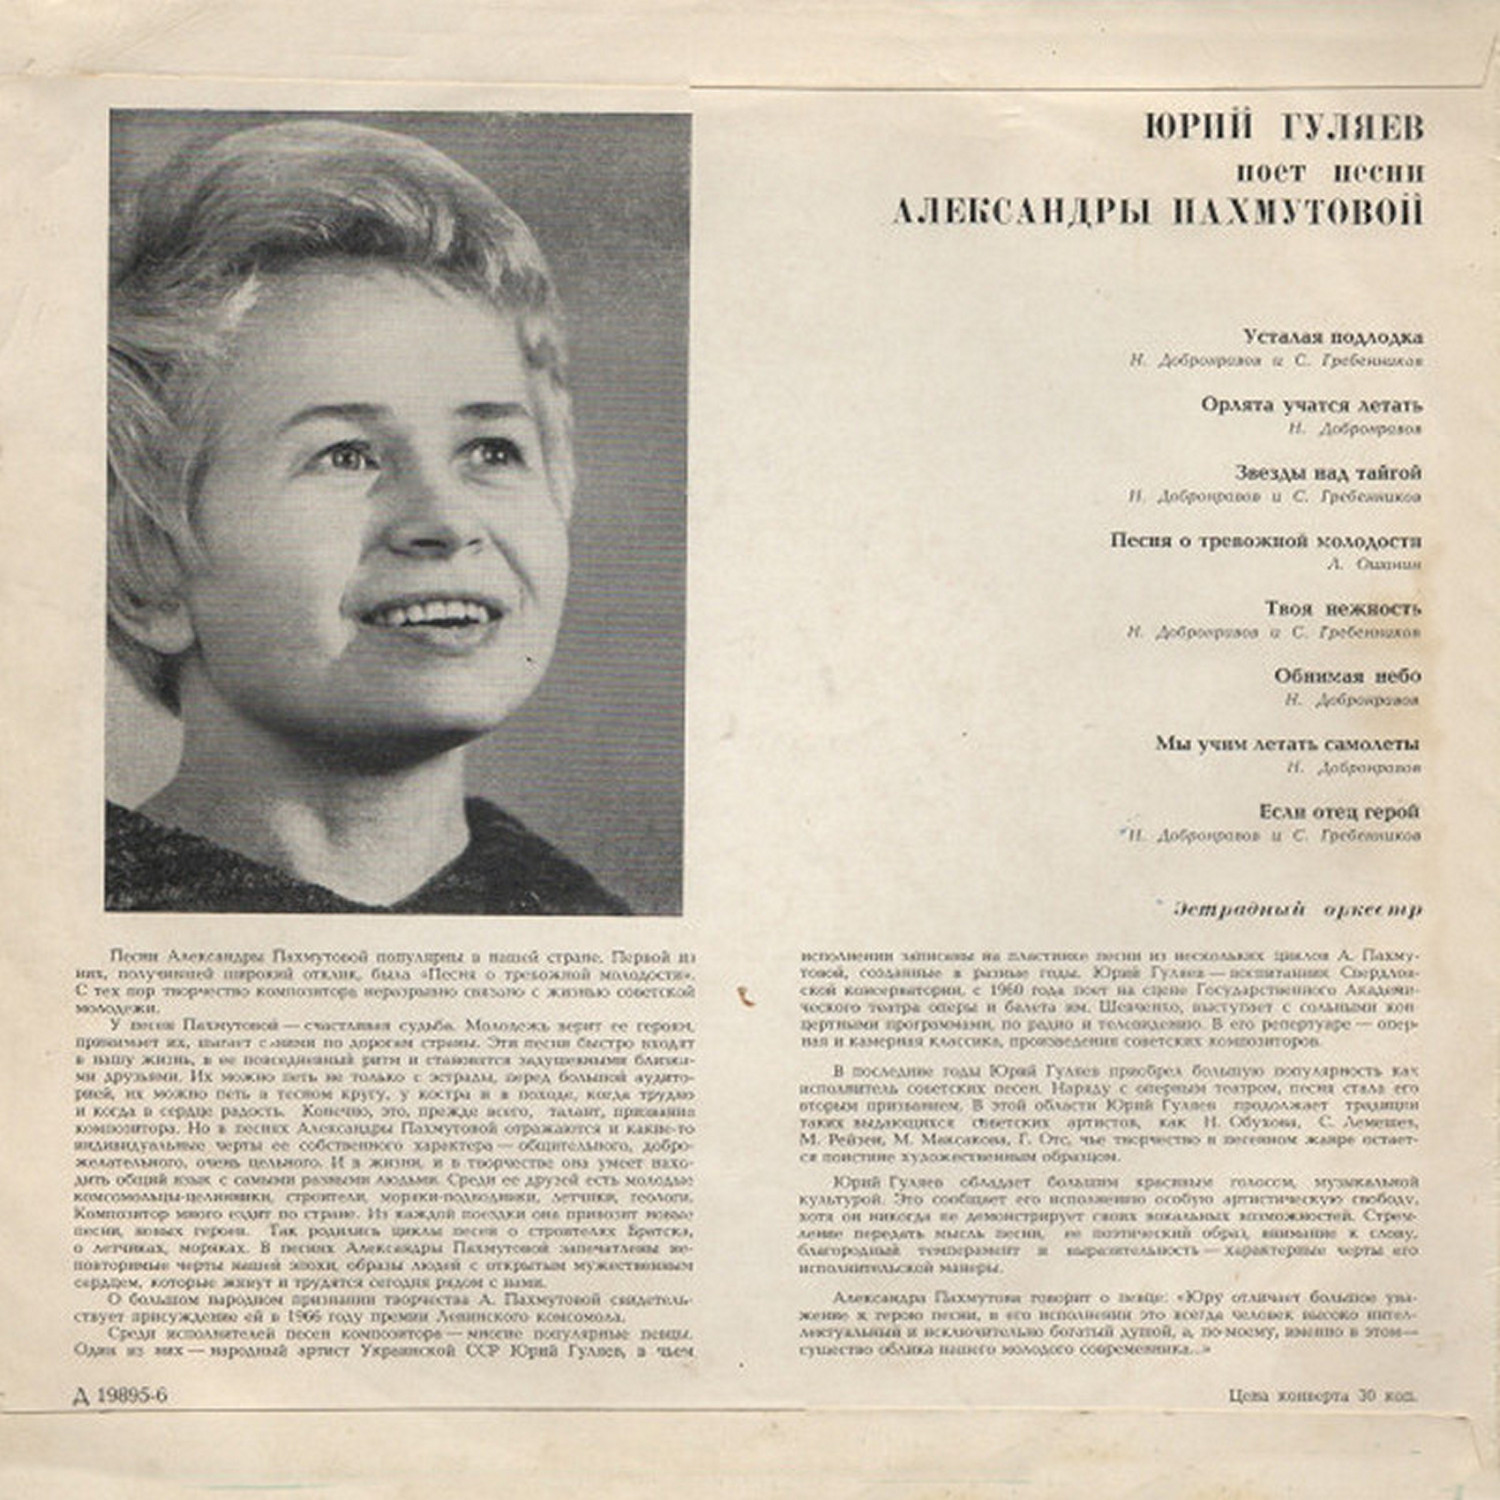 ЮРИЙ ГУЛЯЕВ
поет песни
АЛЕКСАНДРЫ ПАХМУТОВОЙ
Усталая подлодка
Н. Добронравов и С. Гребенников
Орлята учатся летать
Н. Добронравов
Звезды над тайгой
Н. Добронравов и С. Гребенников
Песня о тревожной молодости
Л. Ошанин
Твоя нежность
Н. Добронравов и С. Гребенников
Обнимая небо
Н. Добронравов
Мы учим летать самолеты
Н. Добронравов
Если отец герой
Н. Добронравов и С. Гребенников
Эстрадный оркестр
Песни Александры Пахмутовой популярны в нашей стране. Первой из
них, получившей широкий отклик, была «Песня о тревожной молодости».
С тех пор творчество композитора неразрывно связано с жизнью советской
молодежи.
У песен Пахмутовой — счастливая судьба. Молодежь верит ее героям,
принимает их, шагает с ними по дорогам страны. Эти песни быстро входят
в нашу жизнь, в ее повседневный ритм и становятся задушевными близки-
ми друзьями. Их можно петь не только с эстрады, перед большой аудито-
рией, их можно петь в тесном кругу, у костра и в походе, когда трудно
и когда в сердце радость. Конечно, это, прежде всего, талант, призвание
композитора. Но в песнях Александры Пахмутовой отражаются и какие-то
индивидуальные черты ее собственного характера — общительного, добро-
желательного, очень цельного. И в жизни, и в творчестве она умеет нахо-
дить общий язык с самыми разными людьми. Среди ее друзей есть молодые
комсомольцы-целинники, строители, моряки-подводники, летчики, геологи.
Композитор много ездит по стране. Из каждой поездки она привозит новые
песни, новых героев. Так родились циклы песен о строителях Братска,
о летчиках, моряках. В песнях Александры Пахмутовой запечатлены не-
повторимые черты нашей эпохи, образы людей с открытым мужественным
сердцем, которые живут и трудятся сегодня рядом с нами.
О большом народном признании творчества А. Пахмутовой свидетель-
ствует присуждение ей в 1966 году премии Ленинского комсомола.
Среди исполнителей песен композитора — многие популярные певцы.
Один из них — народный артист Украинской ССР Юрий Гуляев, в чьем
исполнении записаны на пластинке песни из нескольких циклов А. Пахму-
товой, созданные в разные годы. Юрий Гуляев — воспитанник Свердлов-
ской консерватории, с 1960 года поет на сцене Государственного Академи-
ческого театра оперы и балета им. Шевченко, выступает с сольными кон-
цертными программами, по радио и телевидению. В его репертуаре — опер-
ная и камерная классика, произведения советских композиторов.
В последние годы Юрий Гуляев приобрел большую популярность как
исполнитель советских песен. Наряду с оперным театром, песня стала его
вторым призванием. В этой области Юрий Гуляев продолжает традиции
таких выдающихся советских артистов, как Н. Обухова, С. Лемешев,
М. Рейзен, М. Максакова, Г. Отс, чье творчество в песенном жанре остает-
ся поистине художественным образцом.
Юрий Гуляев обладает большим красивым голосом, музыкальной
культурой. Это сообщает его исполнению особую артистическую свободу,
хотя он никогда не демонстрирует своих вокальных возможностей. Стрем-
ление передать мысль песни, ее поэтический образ, внимание к слову,
благородный темперамент и выразительность — характерные черты его
исполнительской манеры.
Александра Пахмутова говорит о певце: «Юру отличает большое ува-
жение к герою песни, в его исполнении это всегда человек высоко интел-
лектуальный и исключительно богатый душой, а, по-моему, именно в этом —
существо облика нашего молодого современника...»
Д 19895-6
Цена конверта 30 коп.